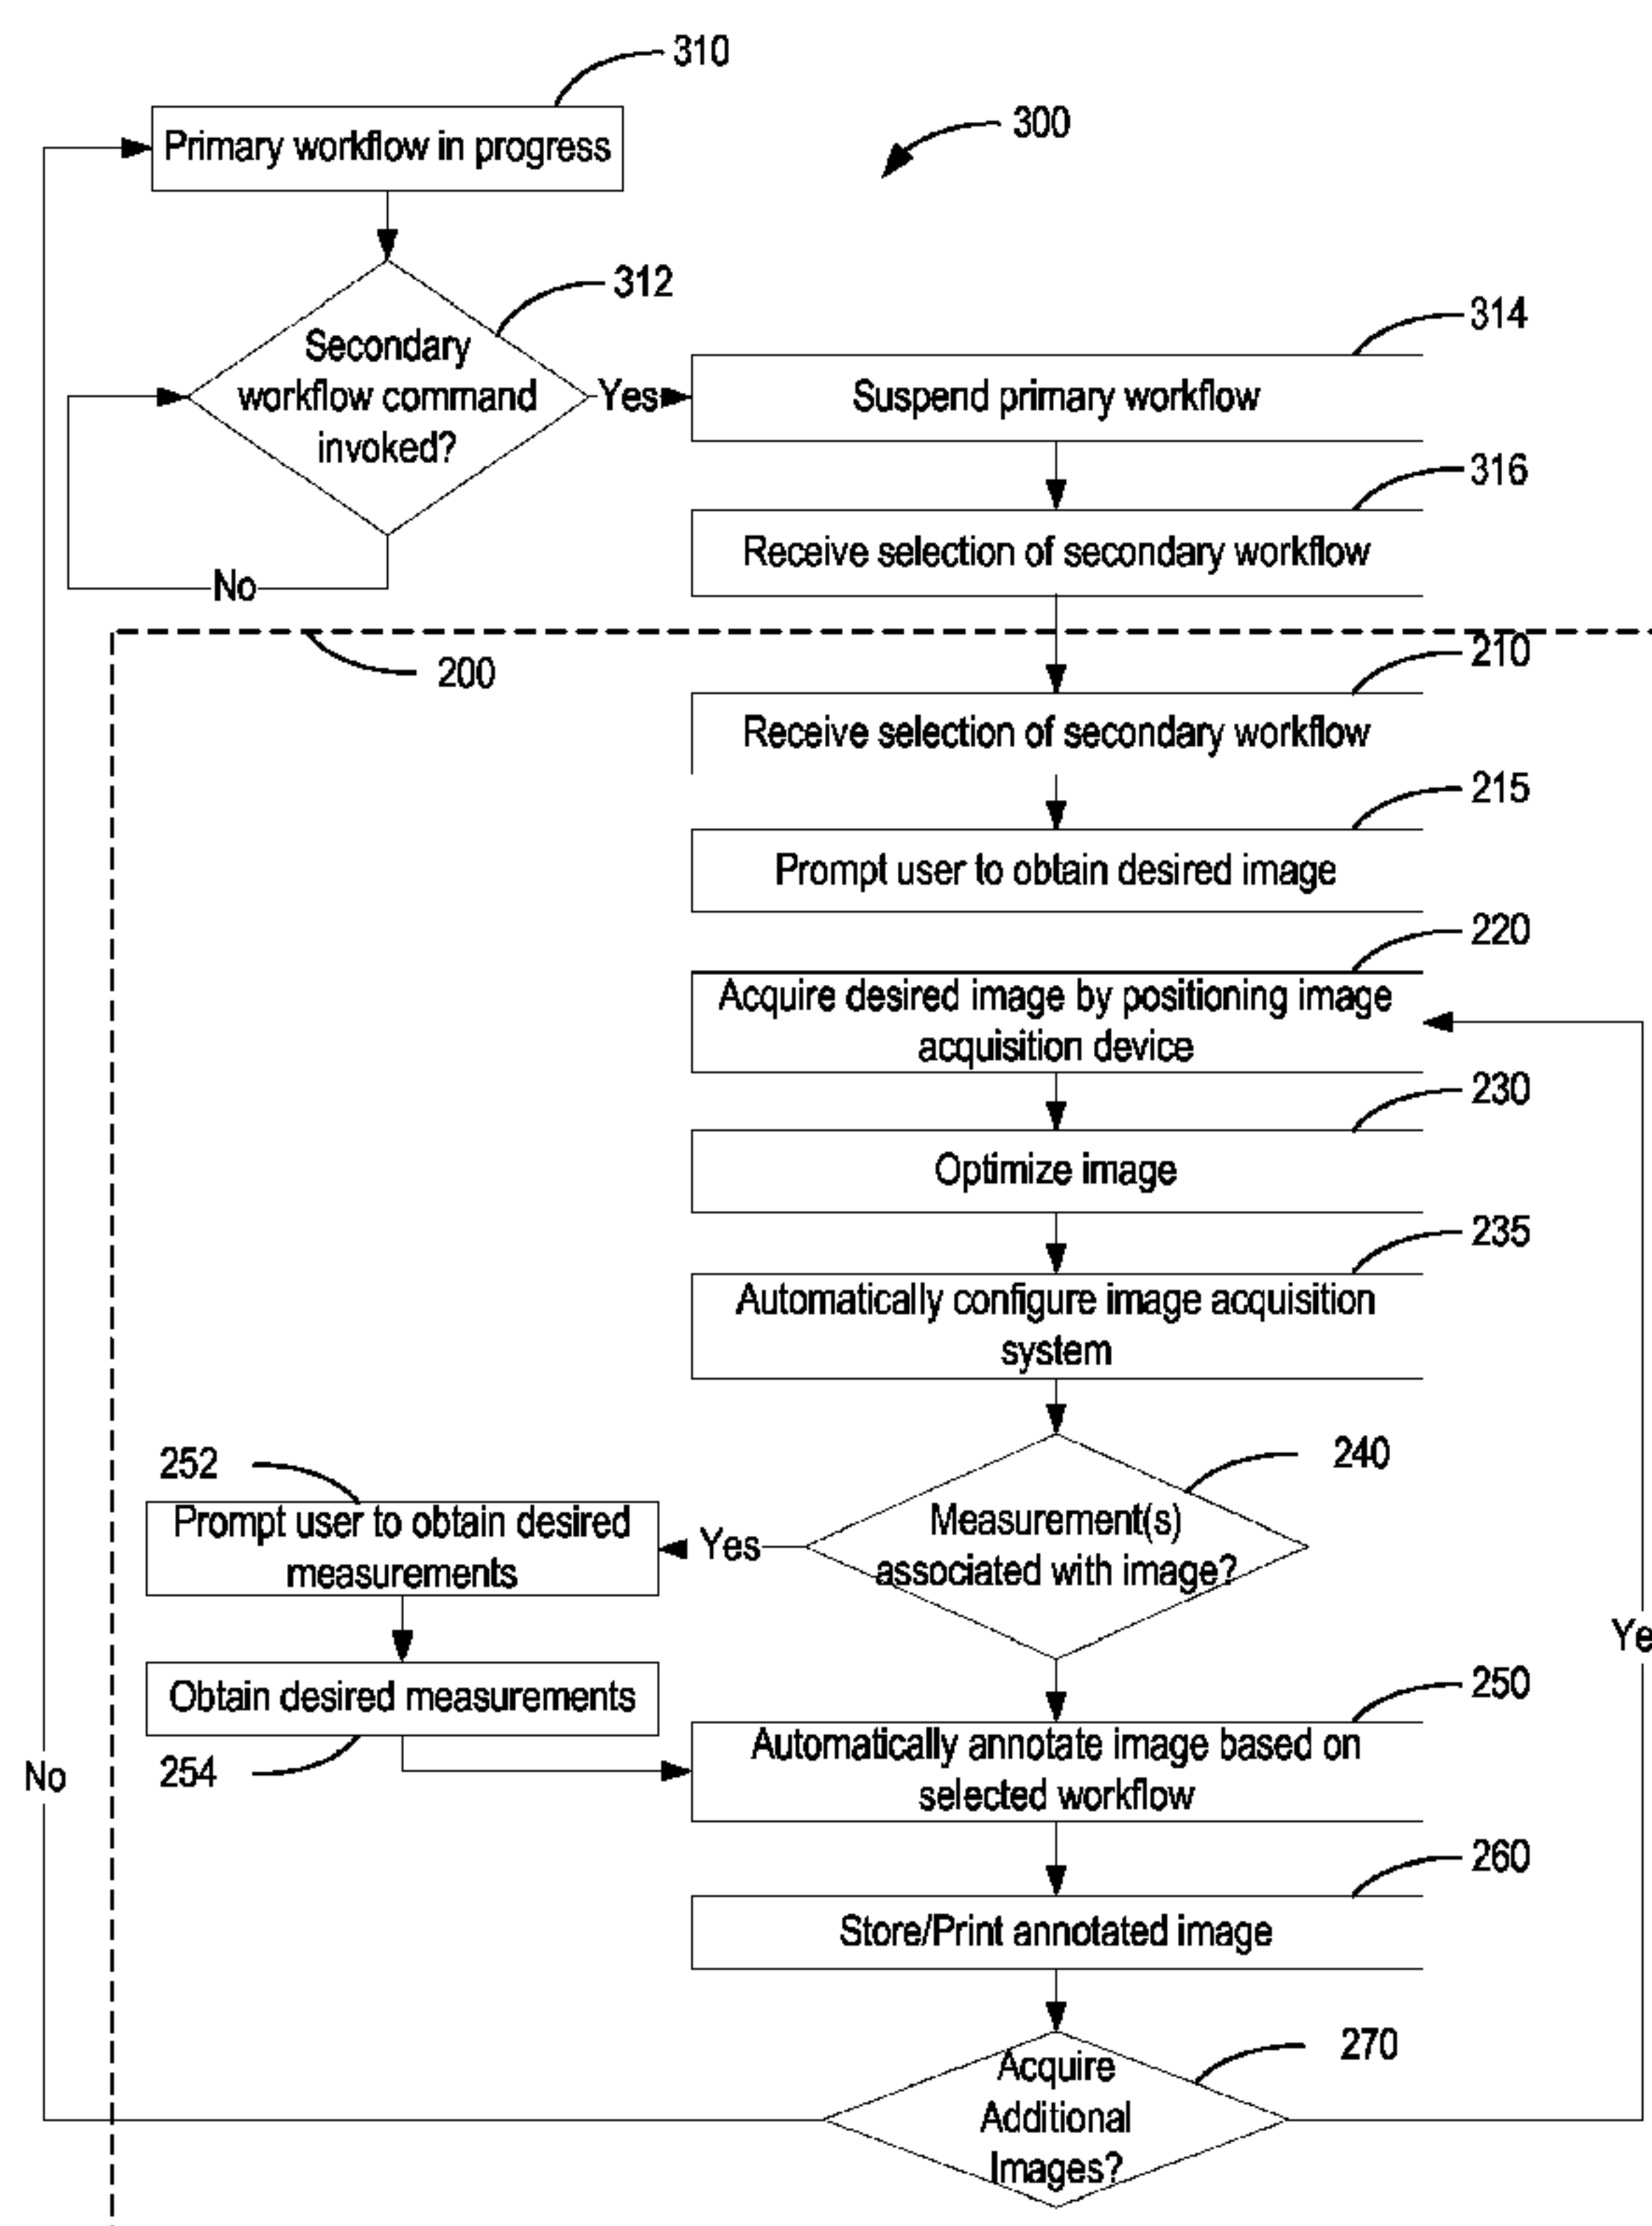 310
Primary workflow in progress
300
312
Secondary
workflow command
invoked?
Yes
No
314
Suspend primary workflow
316
Receive selection of secondary workflow
200
210
Receive selection of secondary workflow
215
Prompt user to obtain desired image
220
Acquire desired image by positioning image
acquisition device
230
Optimize image
235
Automatically configure image acquisition
system
240
Measurement(s)
associated with image?
Yes
252
Prompt user to obtain desired
measurements
Obtain desired measurements
254
250
Automatically annotate image based on
selected workflow
260
Store/Print annotated image
270
Acquire
Additional
Images?
Ye
No